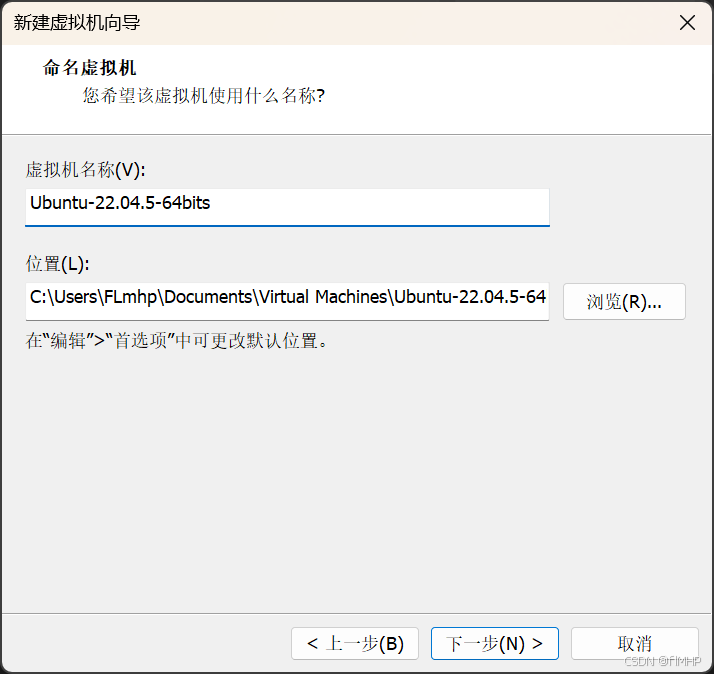 新建虚拟机向导
命名虚拟机
您希望该虚拟机使用什么名称?
虚拟机名称(V):
Ubuntu-22.04.5-64bits
位置(L):
C:\Users\FLmhp\Documents\Virtual Machines\Ubuntu-22.04.5-64
浏览(R)...
在“编辑”>“首选项”中可更改默认位置。
< 上一步(B) 下一步(N) > 取消
CSDN @flMHP